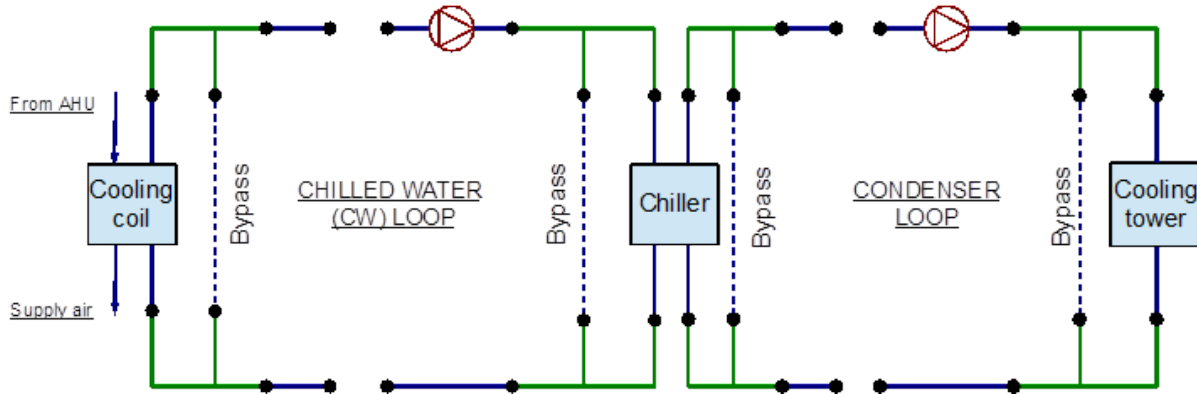 From AHU
Cooling
coil
Supply air
Bypass
CHILLED WATER
(CW) LOOP
Bypass
Chiller
Bypass
CONDENSER
LOOP
Bypass
Cooling
tower